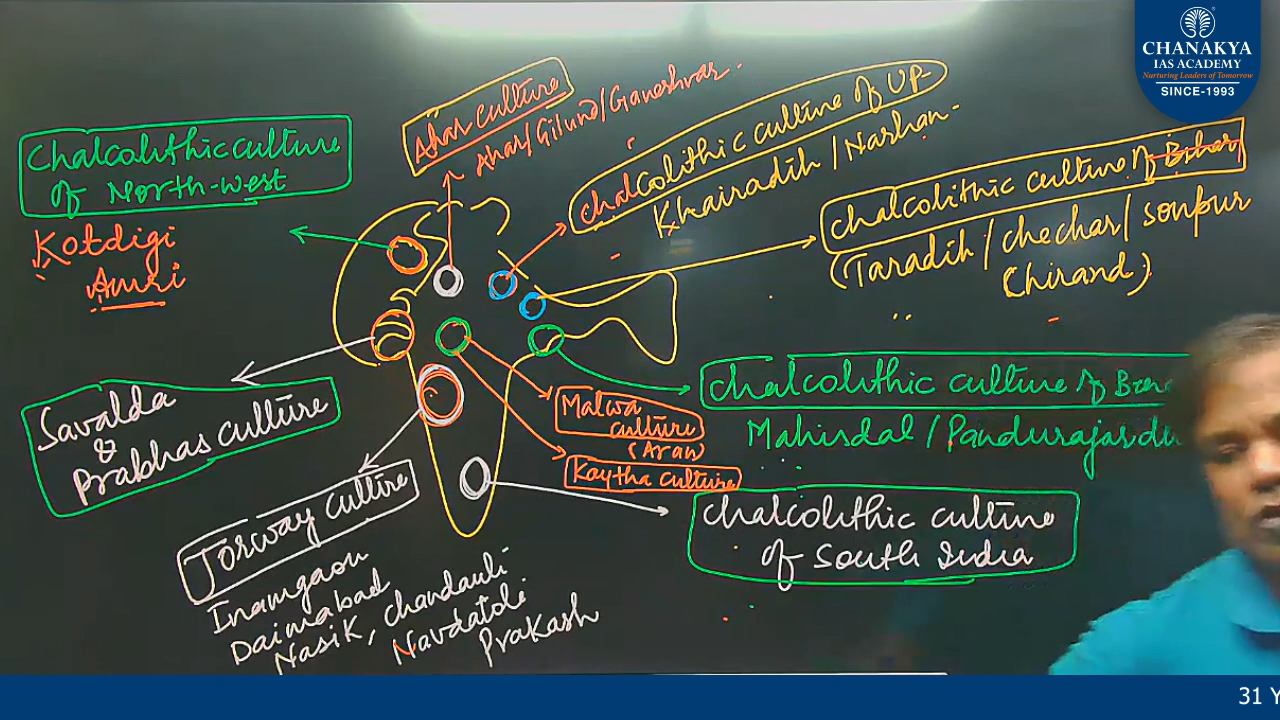 CHANAKYA
IAS ACADEMY
Nurturing Leaders of Tomorrow
SINCE-1993
Ahar culture
Ahar/Gilund/Ganeshvar.
Chalcolithic culture
of North-west
Kotdigi
Amri
chalcolithic culture of UP
Khairadih / Narhan
chalcolithic culture of Bihar
(Taradih / chechar / sonpur
Chirand)
Savalda
&
Prabhas culture
Chalcolithic culture of
Mahisdal / Pandurajar
Malwa
culture
Kaytha culture
Jorway culture
Inamgaon
Daimabad
Nasik, Chandauli
Navdatoli
Prakash
Chalcolithic culture
of South India
31 Y